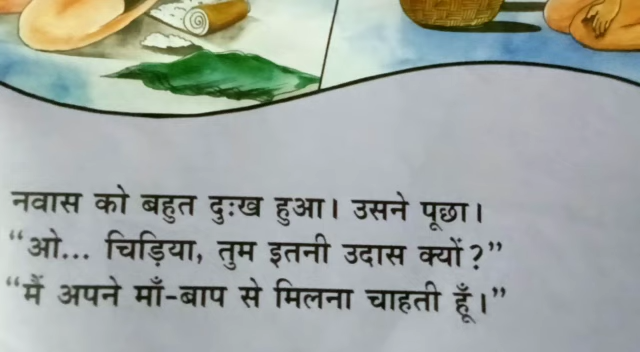 नवास को बहुत दुःख हुआ। उसने पूछा।
“ओ... चिड़िया, तुम इतनी उदास क्यों?”
“मैं अपने माँ-बाप से मिलना चाहती हूँ।”